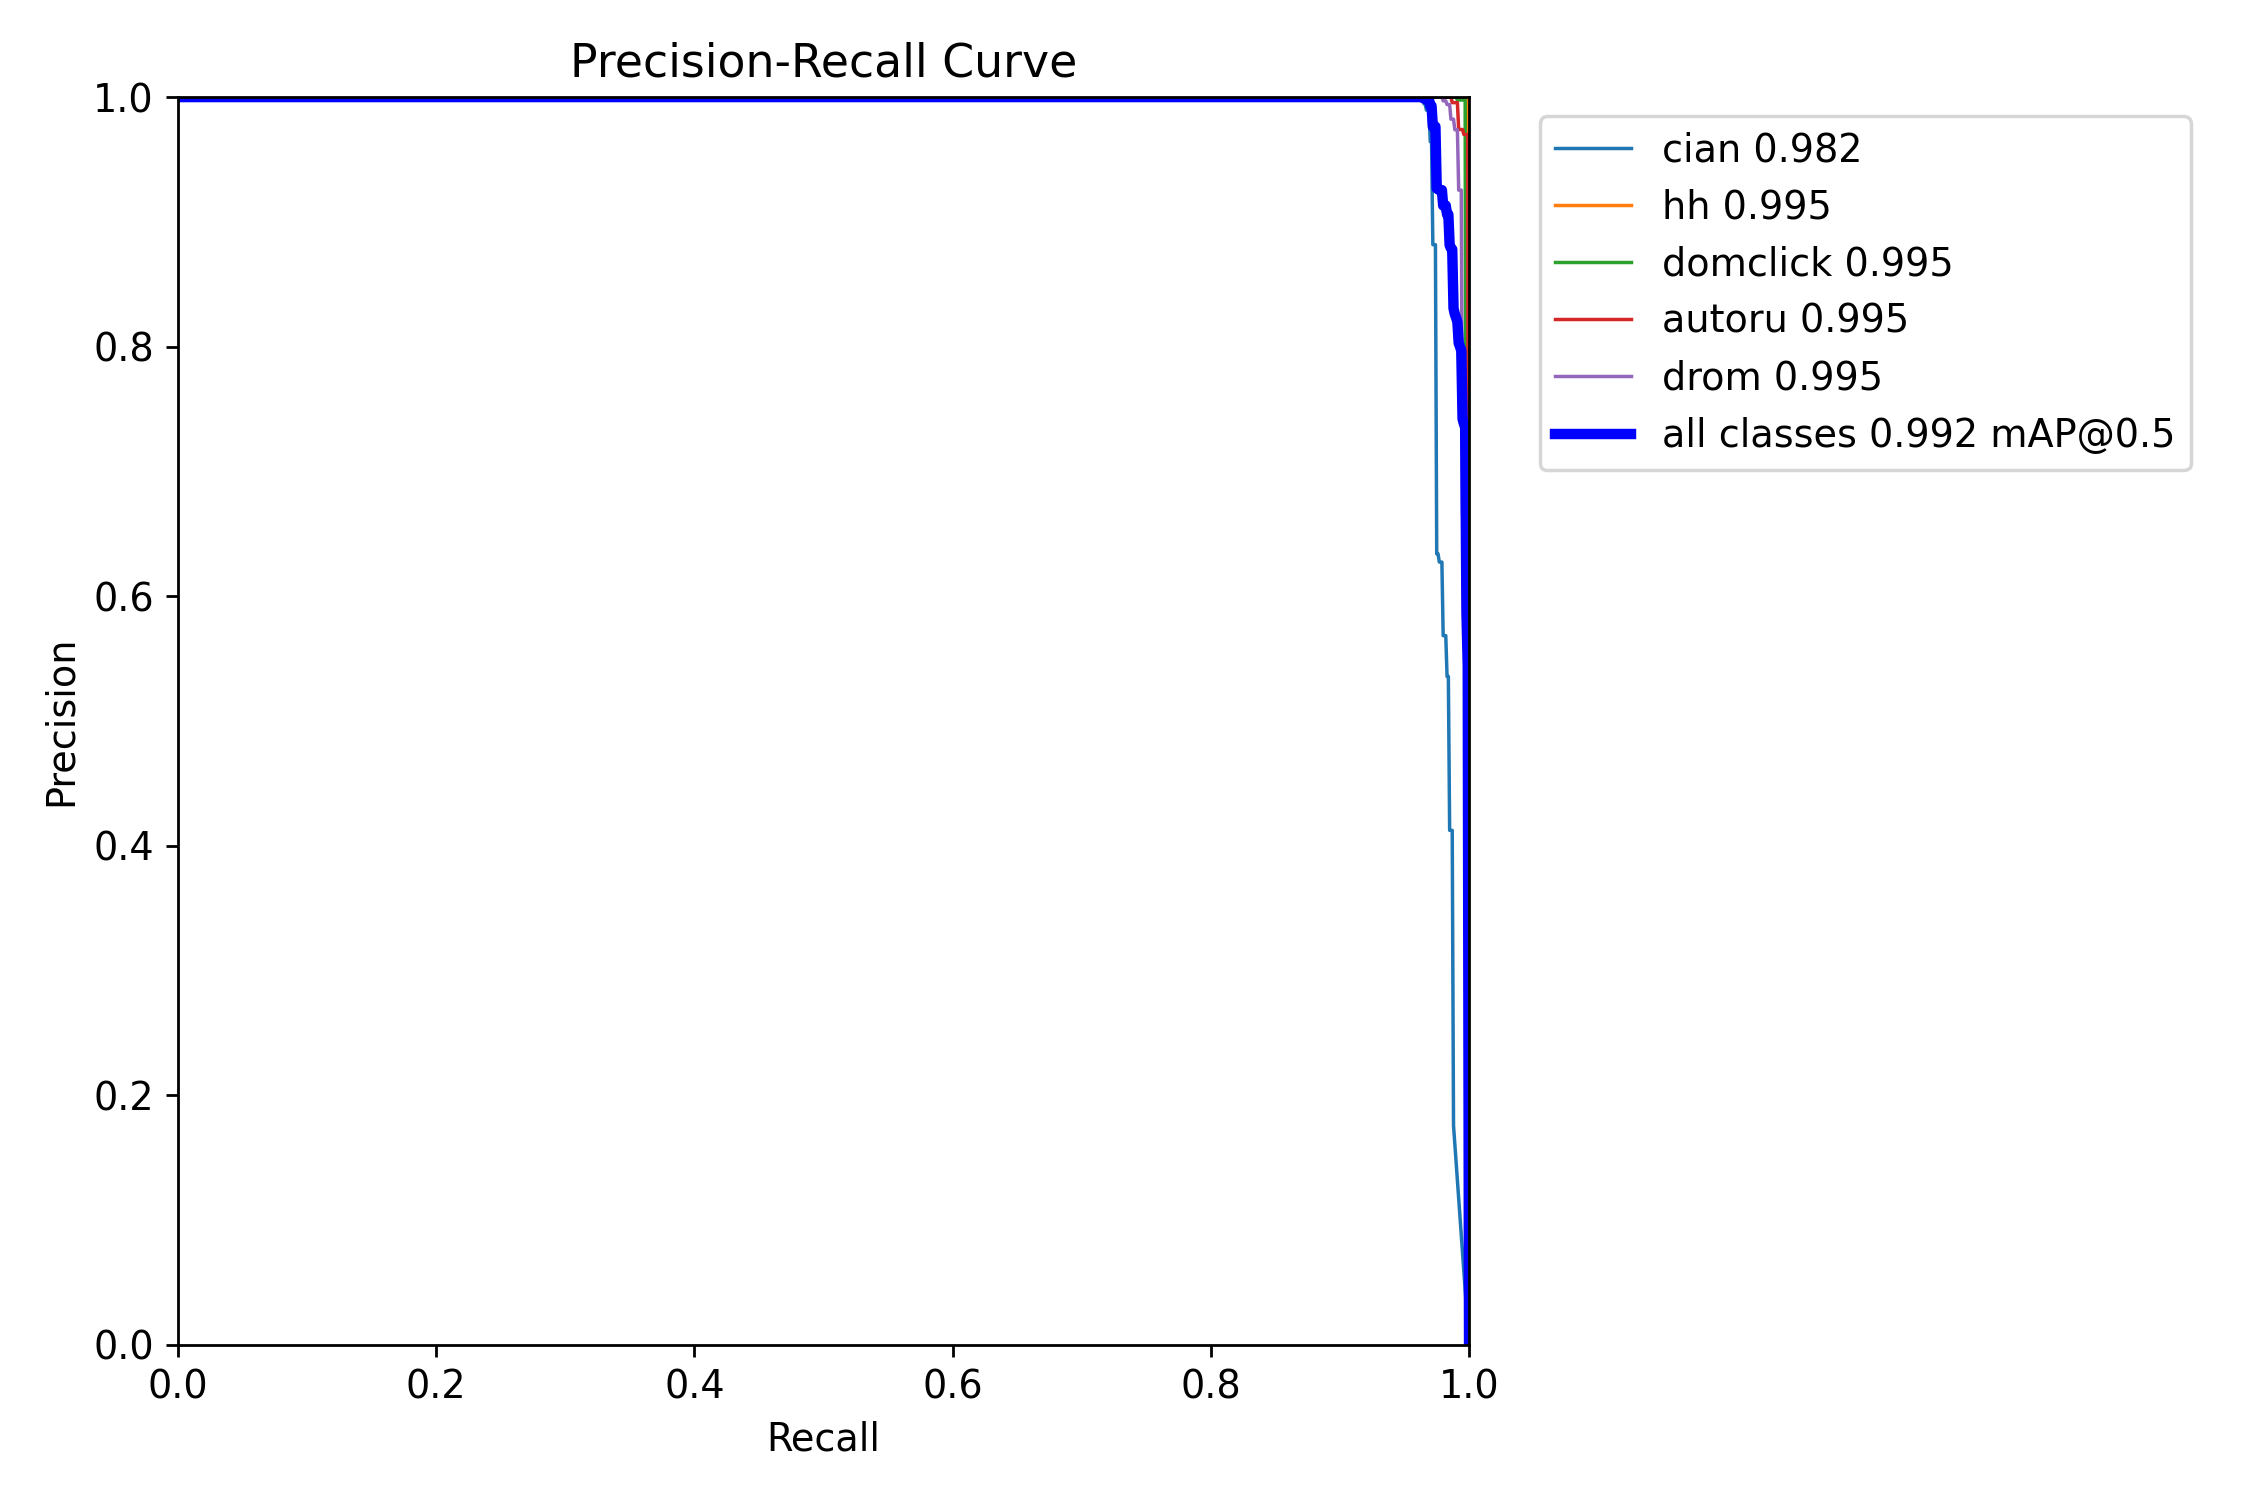 Precision-Recall Curve
1.0
0.8
0.6
0.4
0.2
0.0
Precision
0.0 0.2 0.4 0.6 0.8 1.0
Recall
cian 0.982
hh 0.995
domclick 0.995
autoru 0.995
drom 0.995
all classes 0.992 mAP@0.5